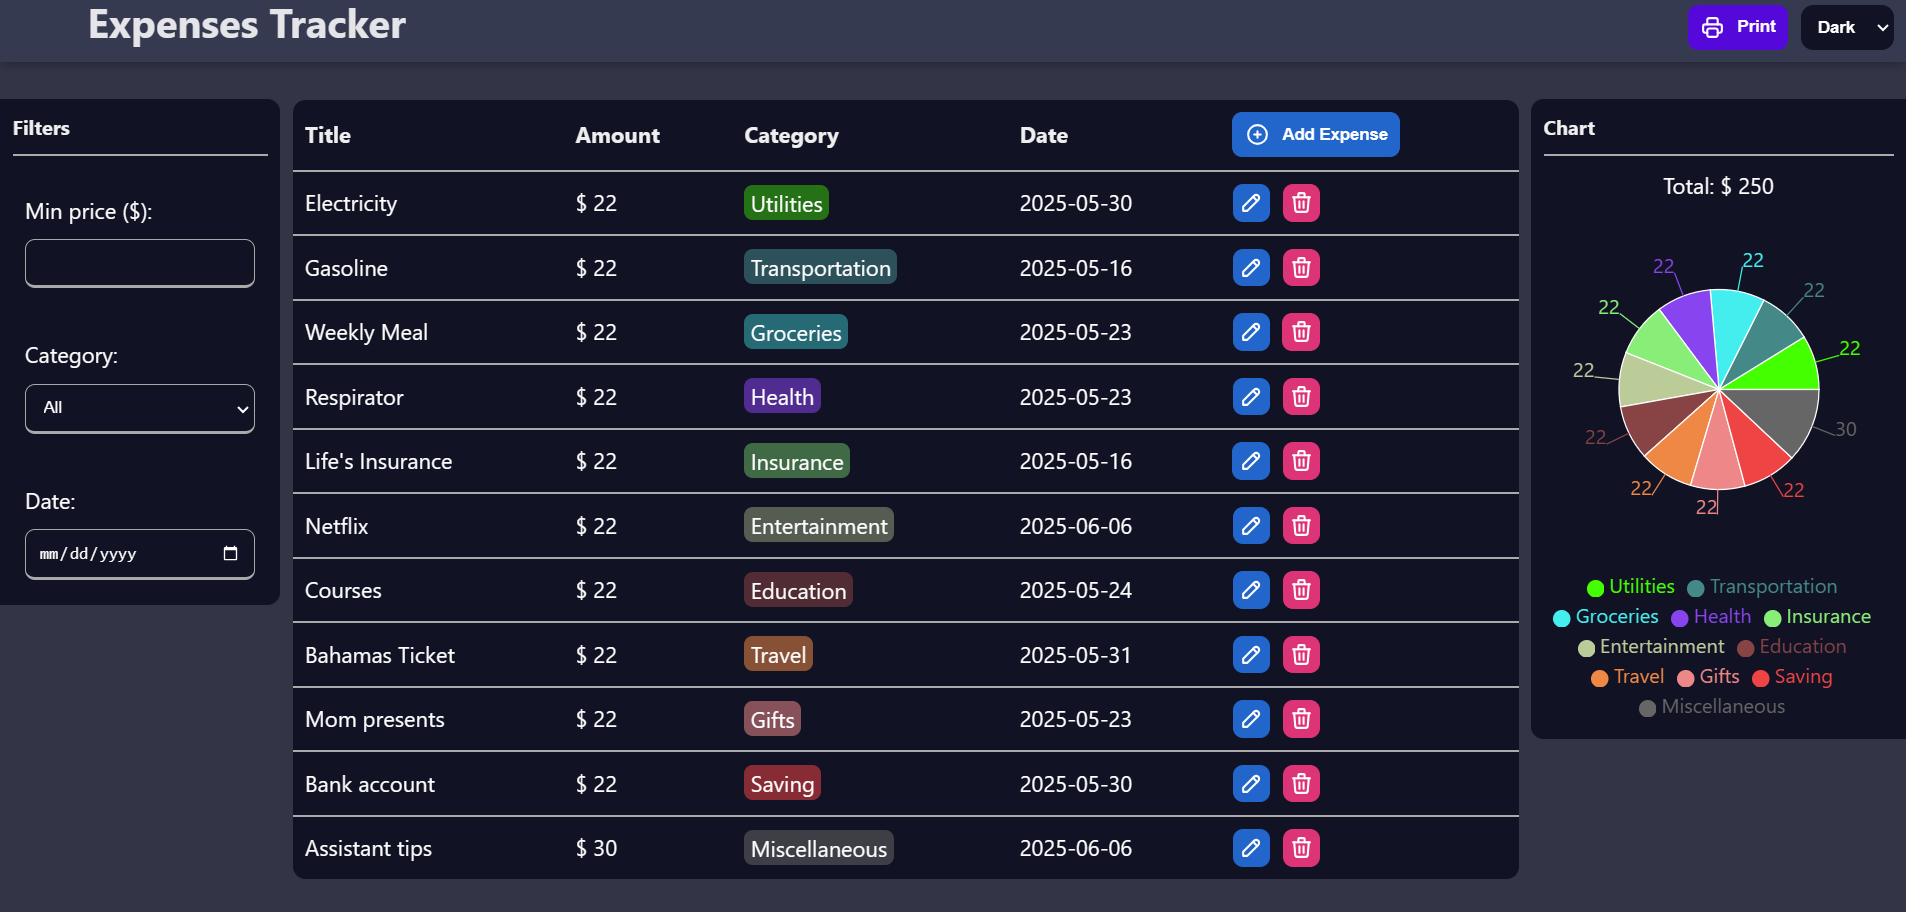 Expenses Tracker
Print
Dark
Filters
Min price ($):
Category:
All
Date:
mm/dd/yyyy
Title Amount Category Date Add Expense
Electricity $ 22 Utilities 2025-05-30
Gasoline $ 22 Transportation 2025-05-16
Weekly Meal $ 22 Groceries 2025-05-23
Respirator $ 22 Health 2025-05-23
Life's Insurance $ 22 Insurance 2025-05-16
Netflix $ 22 Entertainment 2025-06-06
Courses $ 22 Education 2025-05-24
Bahamas Ticket $ 22 Travel 2025-05-31
Mom presents $ 22 Gifts 2025-05-23
Bank account $ 22 Saving 2025-05-30
Assistant tips $ 30 Miscellaneous 2025-06-06
Chart
Total: $ 250
22
22
22
22
22
22
22
30
22
22
22
Utilities Transportation
Groceries Health Insurance
Entertainment Education
Travel Gifts Saving
Miscellaneous